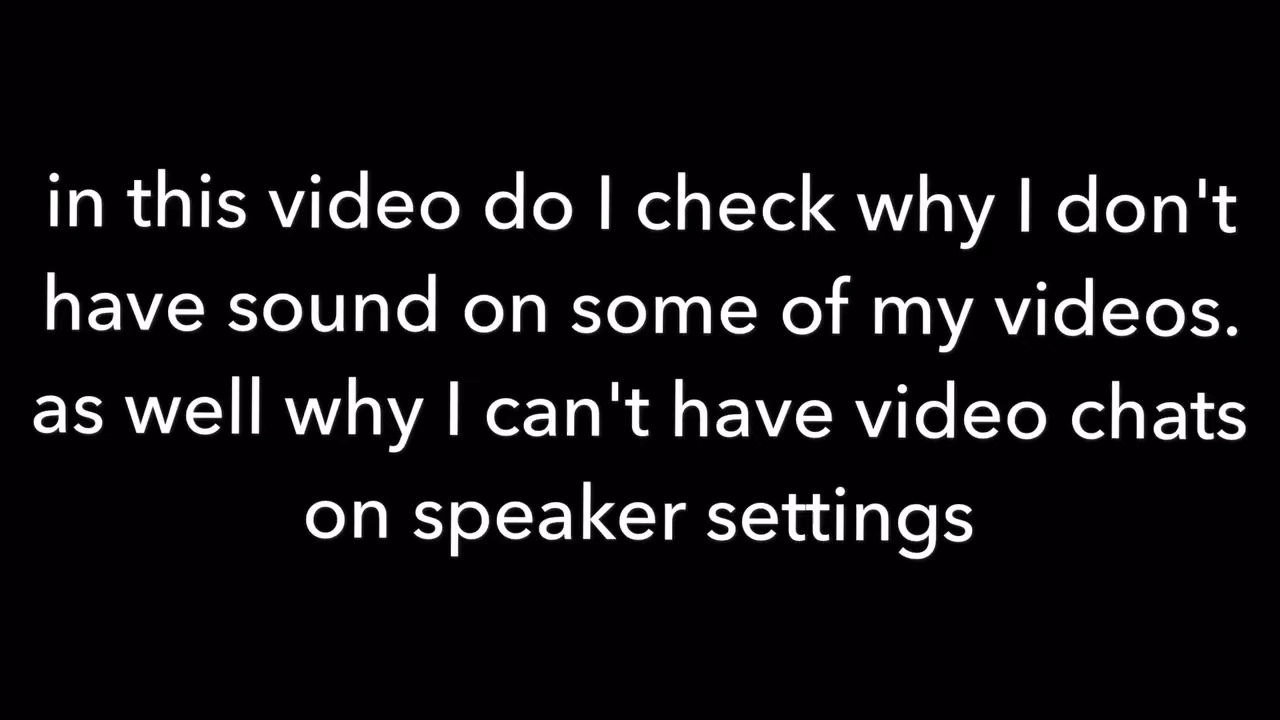 in this video do I check why I don't
have sound on some of my videos.
as well why I can't have video chats
on speaker settings